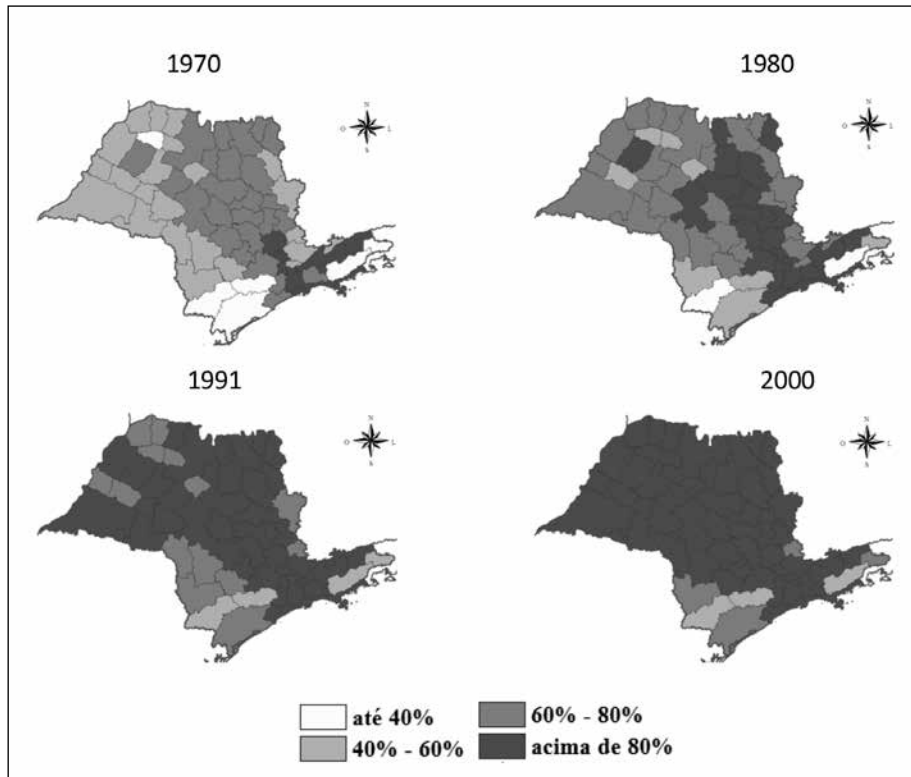 1970
1980
N
O L
S
N
O L
S
1991
2000
N
O L
S
N
O L
S
até 40%
60% - 80%
40% - 60%
acima de 80%